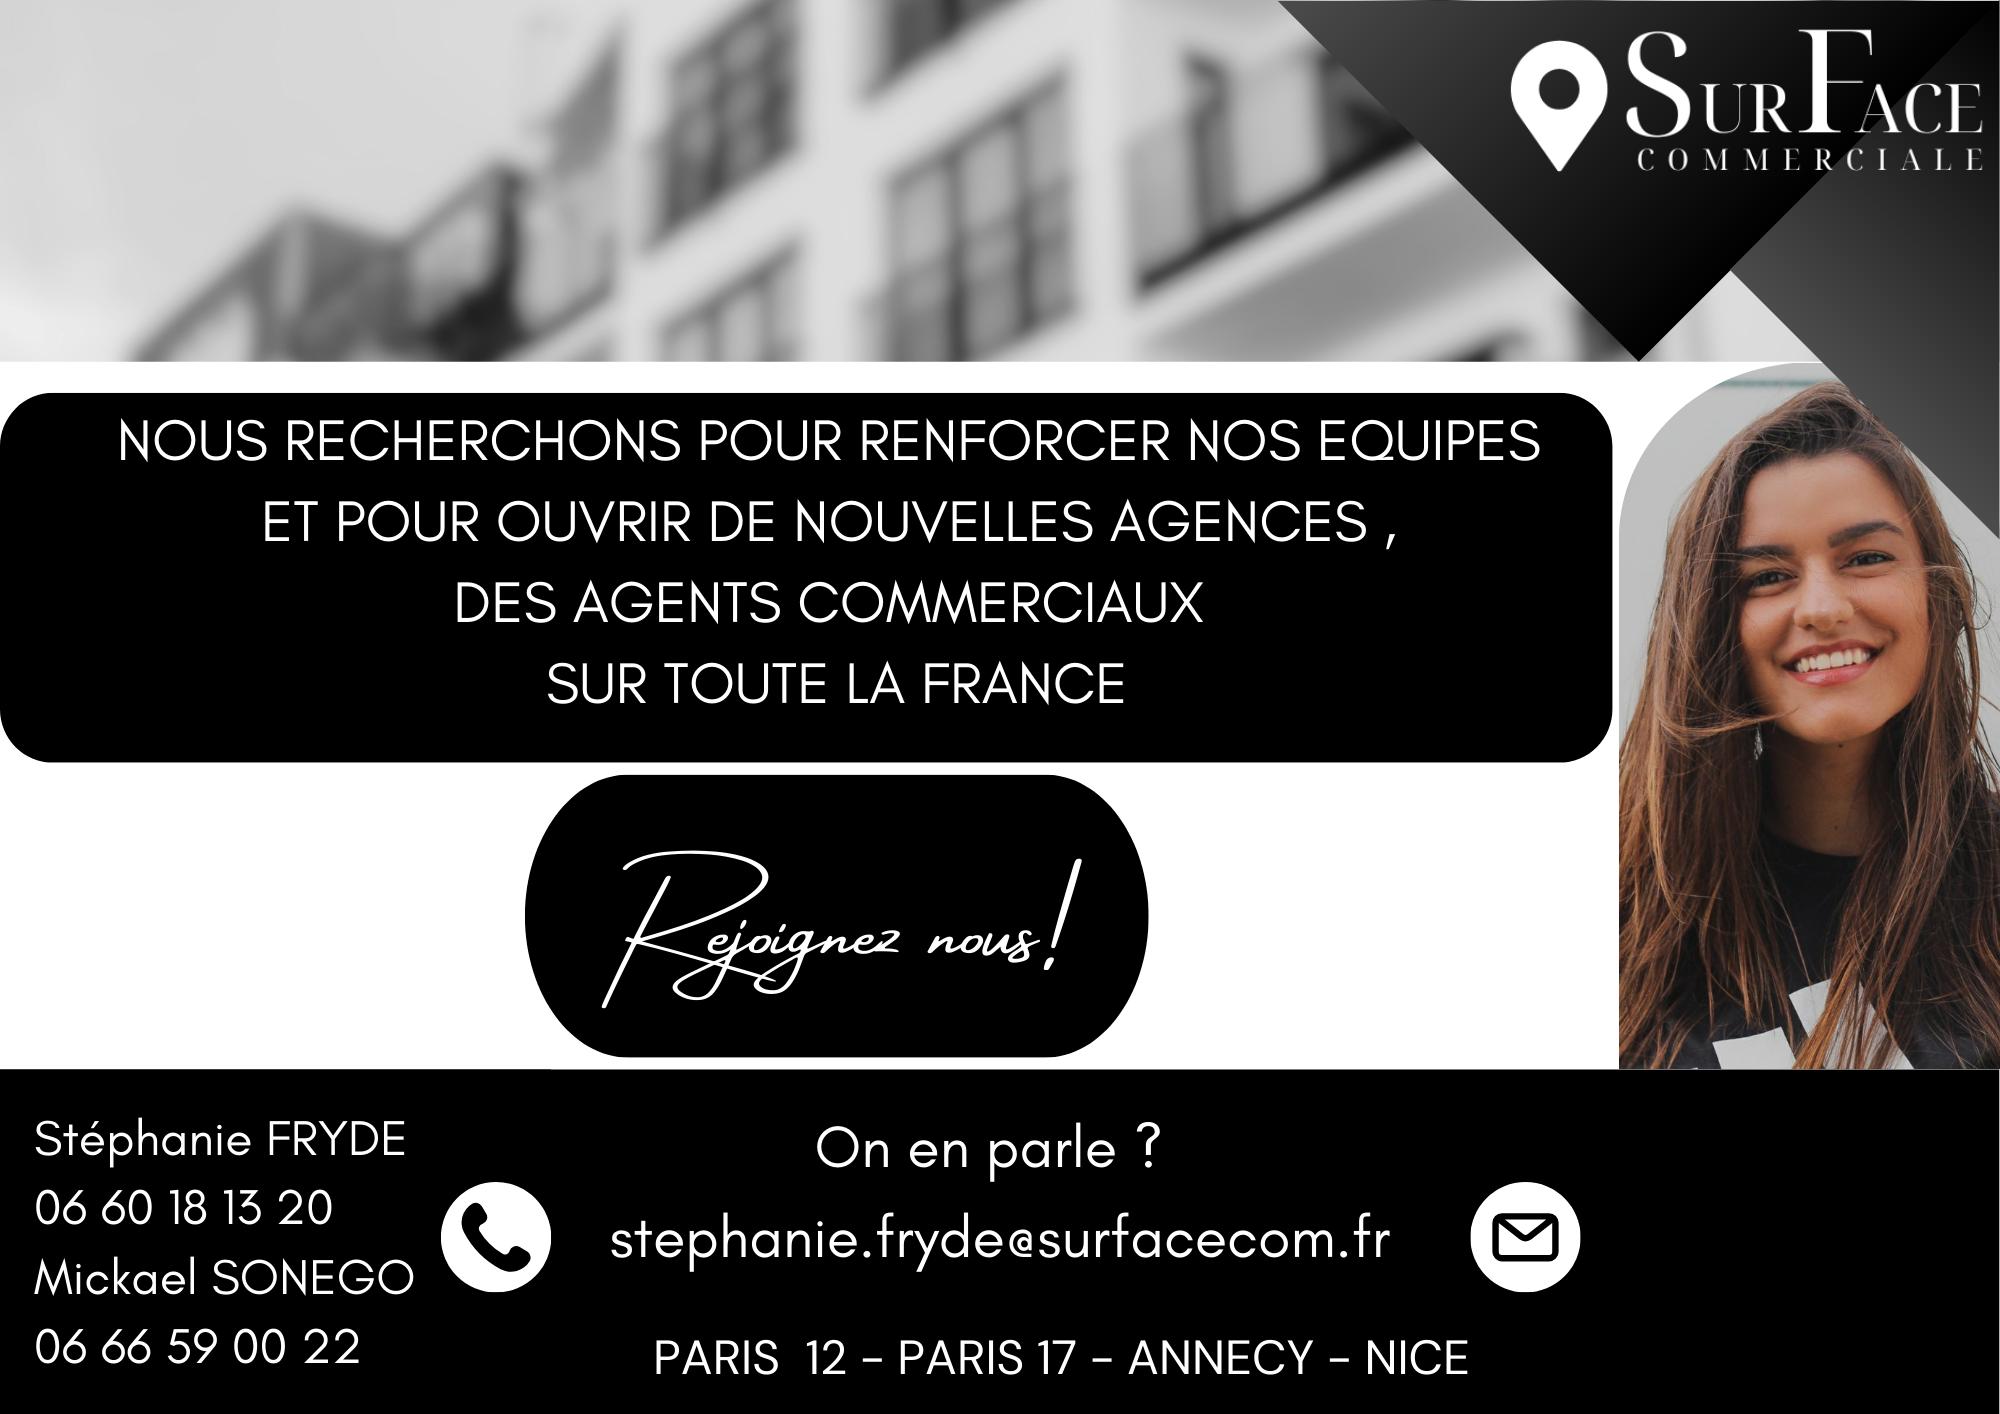 SURFACE
COMMERCIALE
NOUS RECHERCHONS POUR RENFORCER NOS EQUIPES
ET POUR OUVRIR DE NOUVELLES AGENCES ,
DES AGENTS COMMERCIAUX
SUR TOUTE LA FRANCE
Rejoignez nous!
Stéphanie FRYDE
06 60 18 13 20
Mickael SONEGO
06 66 59 00 22
On en parle ?
stephanie.fryde@surfacecom.fr
PARIS  12 - PARIS 17 - ANNECY - NICE